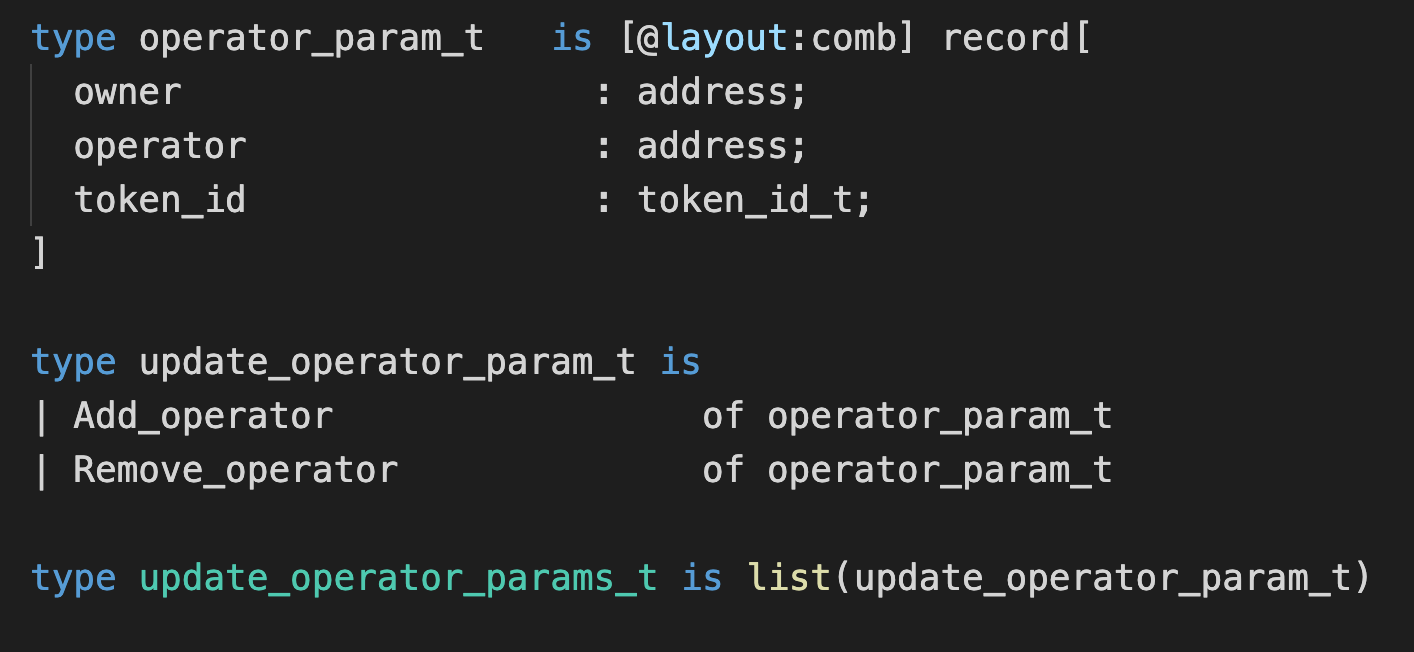 type operator_param_t   is [@layout:comb] record[
  owner                   : address;
  operator                : address;
  token_id                : token_id_t;
]
type update_operator_param_t is
| Add_operator                 of operator_param_t
| Remove_operator              of operator_param_t
type update_operator_params_t is list(update_operator_param_t)